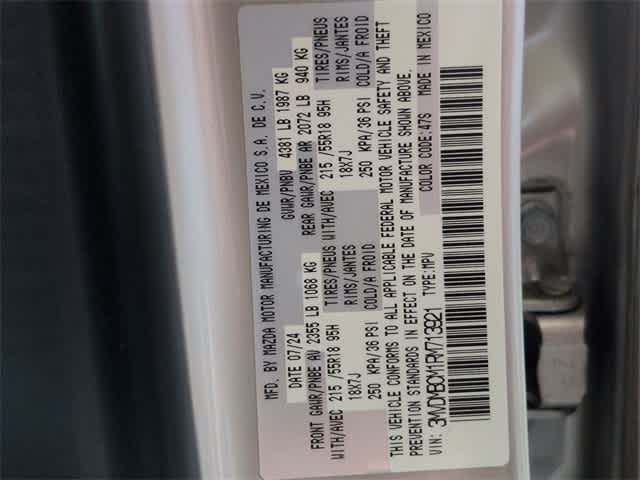 MFD. BY MAZDA MOTOR MANUFACTURING DE MEXICO S.A. DE C.V.
DATE 07/24 GVWR/PNBV 4381 LB 1987 KG
FRONT GAWR/PNBE AV 2355 LB 1068 KG REAR GAWR/PNBE AR 2072 LB 940 KG
WITH/AVEC 215 /55R18 95H TIRES/PNEUS WITH/AVEC 215 /55R18 95H TIRES/PNEUS
18X7J RIMS/JANTES 18X7J RIMS/JANTES
250 KPA/36 PSI COLD/A FROID 250 KPA/36 PSI COLD/A FROID
THIS VEHICLE CONFORMS TO ALL APPLICABLE FEDERAL MOTOR VEHICLE SAFETY AND THEFT
PREVENTION STANDARDS IN EFFECT ON THE DATE OF MANUFACTURE SHOWN ABOVE.
VIN: 3MVDMBCM1RM713921 TYPE:MPV COLOR CODE:47S MADE IN MEXICO